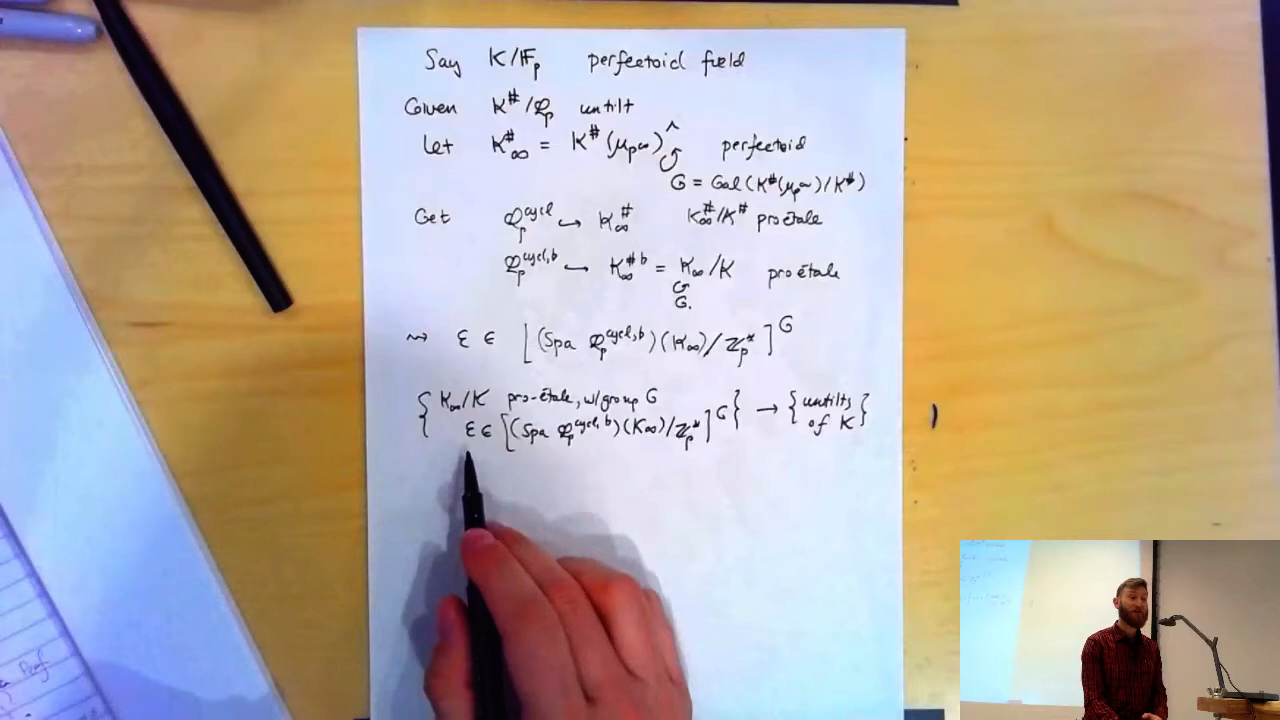 Say K/𝔽_p perfectoid field
Given K^#/ℚ_p untilt
Let K^#_∞ = K^#(μ_{p^∞})^∧ perfectoid
G = Gal(K^#(μ_{p^∞})/K^#)
Get ℚ_p^{cycl} ↪ K^#_∞ K^#_∞/K^# pro étale
ℚ_p^{cycl,♭} ↪ K_∞^{#♭} = K_∞/K pro étale
G.
⇝ ε ∈ [(Spa ℚ_p^{cycl,♭})(K_∞)/ℤ_p^×]^G
{ K_∞/K pro-étale, w/group G
ε ∈ [(Spa ℚ_p^{cycl,♭})(K_∞)/ℤ_p^×]^G } → { untilts of K }